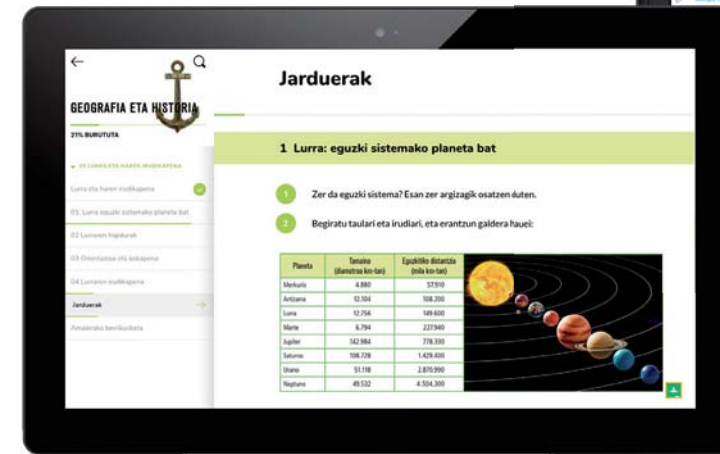 GEOGRAFIA ETA HISTORIA
21% BURUTUTA
01 LURRA ETA HAREN IRUDIKAPENA
Lurra eta haren irudikapena
01. Lurra eguzki sistemako planeta bat
02 Lurraren higidurak
03 Orientazioa eta kokapena
04 Lurraren irudikapena
Jarduerak
Amaierako berrikusketa
Jarduerak
1 Lurra: eguzki sistemako planeta bat
1 Zer da eguzki sistema? Esan zer argizagik osatzen duten.
2 Begiratu taulari eta irudiari, eta erantzun galdera hauei:
Planeta Tamaina (diametroa km-tan) Eguzkitiko distantzia (mila km-tan)
Merkurio 4.880 57.910
Artizarra 12.104 108.200
Lurra 12.756 149.600
Marte 6.794 227.940
Jupiter 142.984 778.330
Saturno 108.728 1.429.400
Urano 51.118 2.870.990
Neptuno 49.532 4.504.300